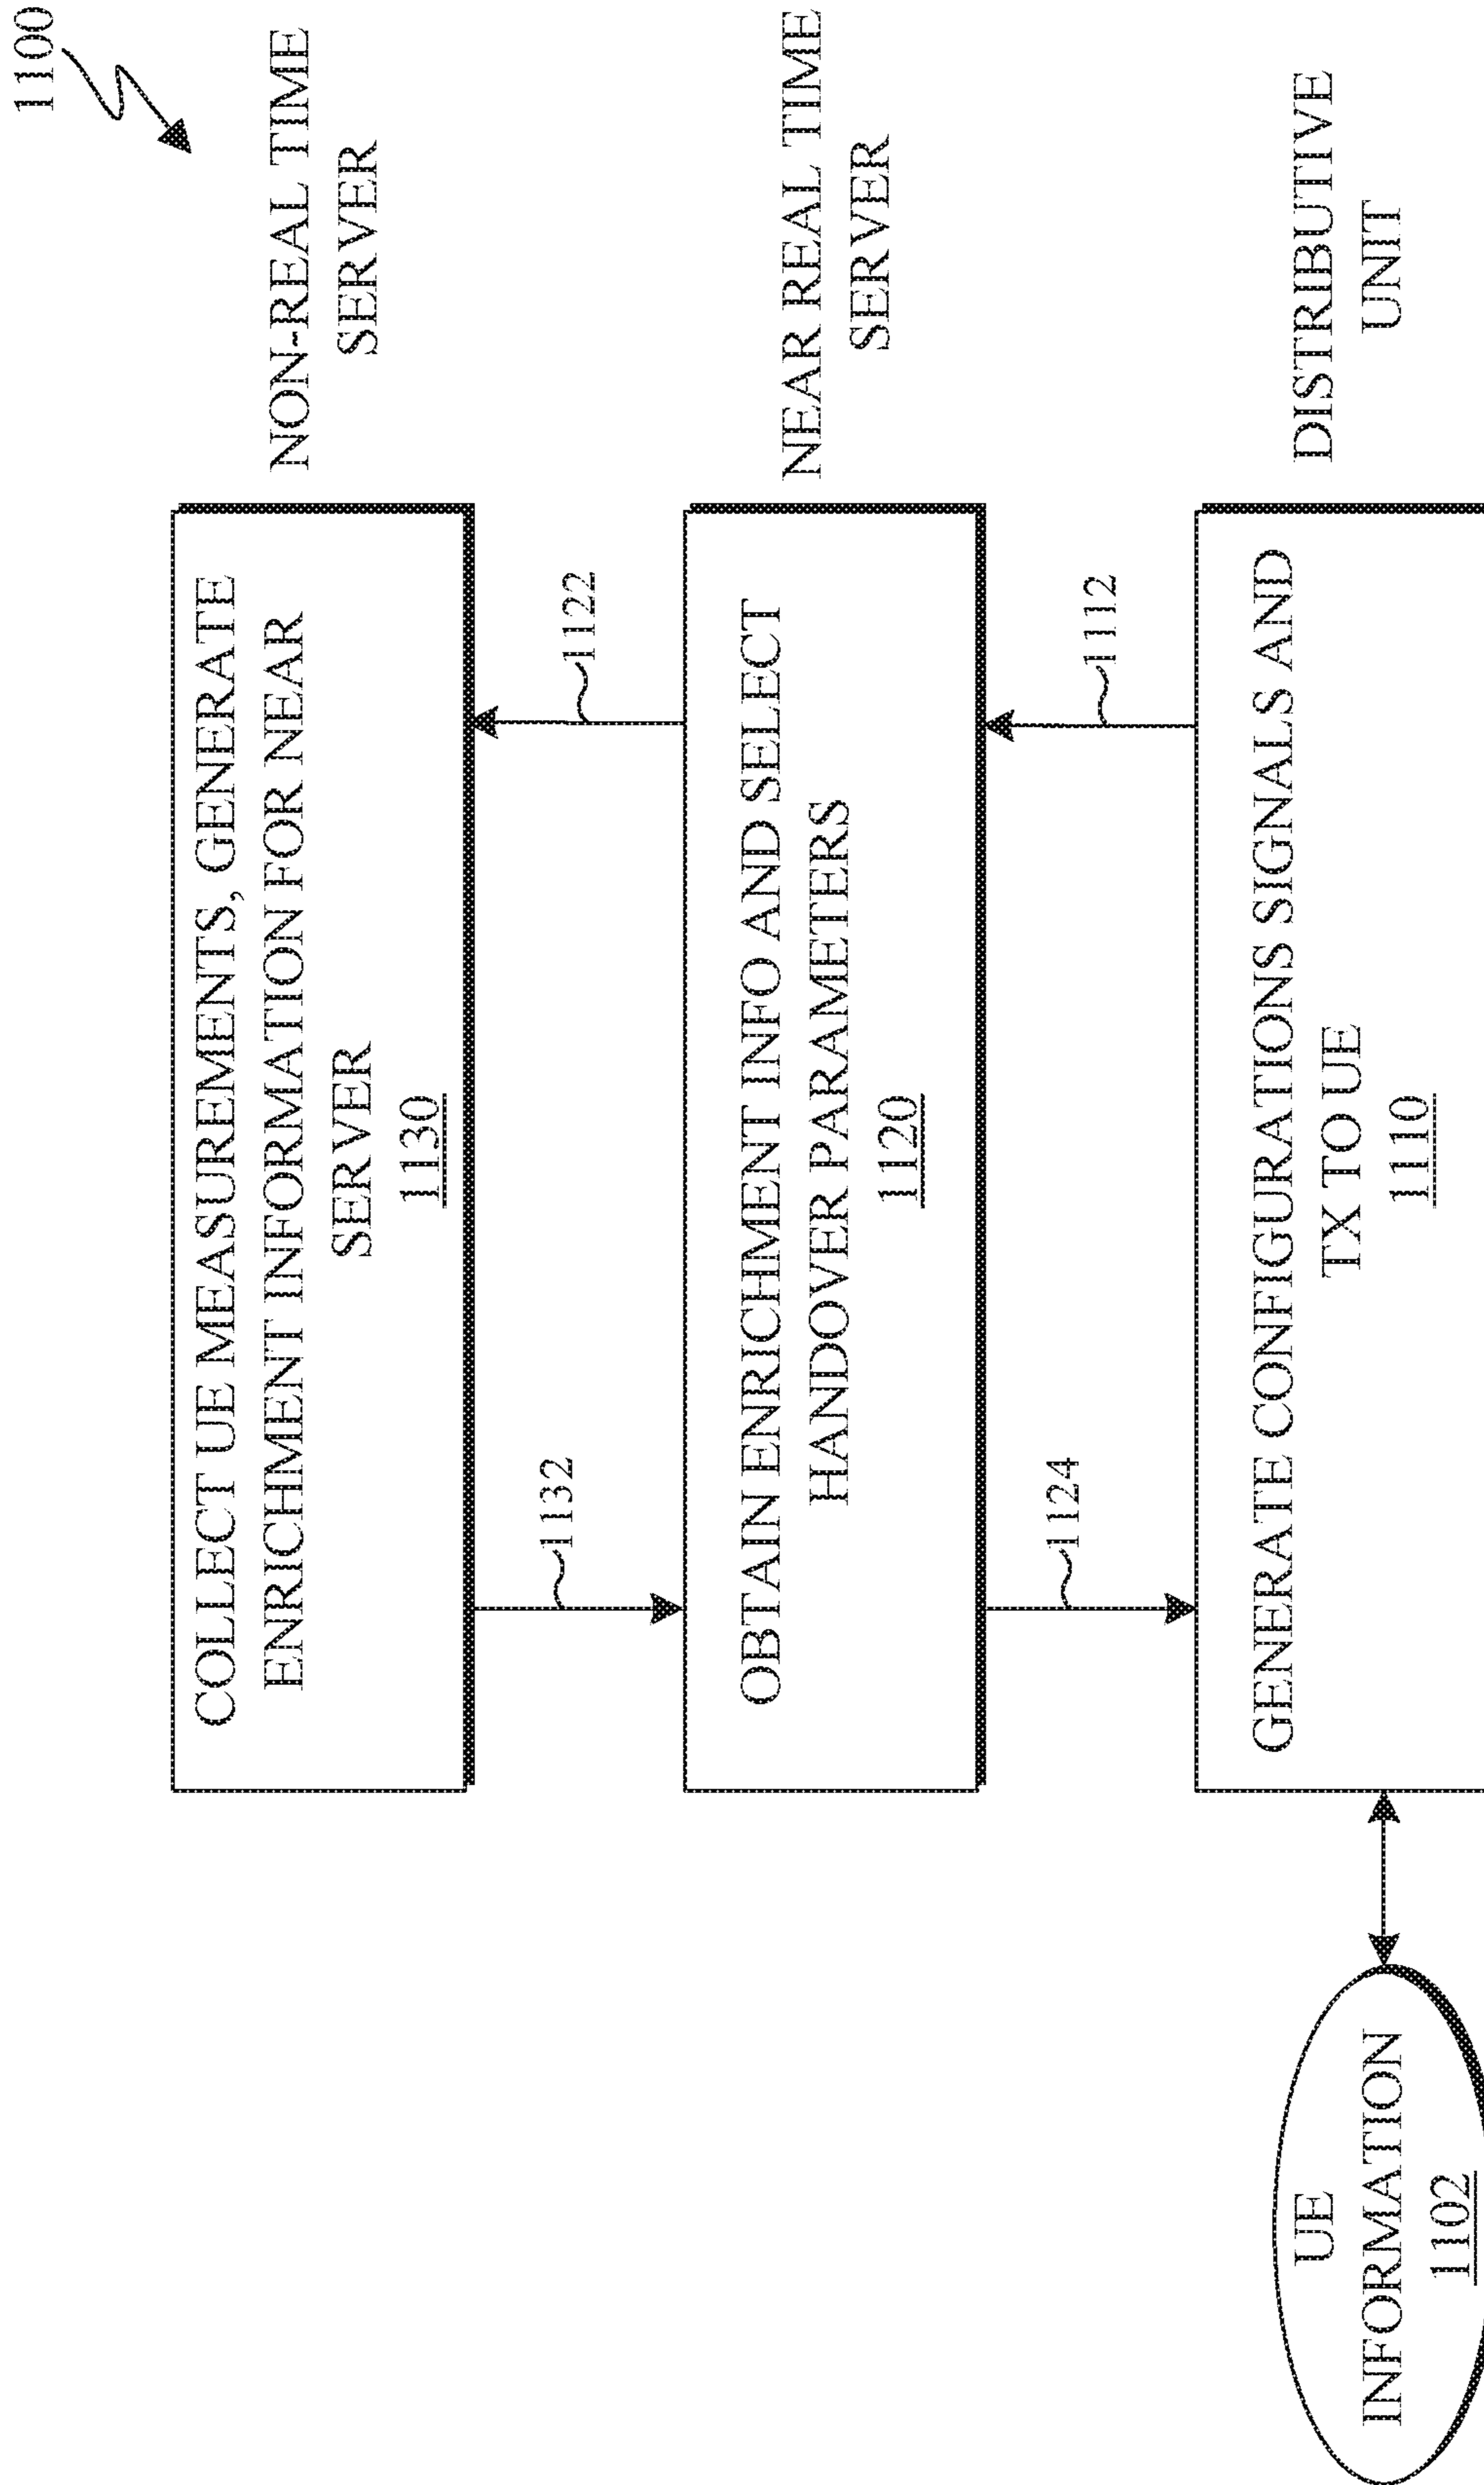 1100
COLLECT UE MEASUREMENTS, GENERATE
ENRICHMENT INFORMATION FOR NEAR
SERVER
1130
NON-REAL TIME
SERVER
1132
1122
OBTAIN ENRICHMENT INFO AND SELECT
HANDOVER PARAMETERS
1120
NEAR REAL TIME
SERVER
1124
1112
UE
INFORMATION
1102
GENERATE CONFIGURATIONS SIGNALS AND
TX TO UE
1110
DISTRIBUTIVE
UNIT